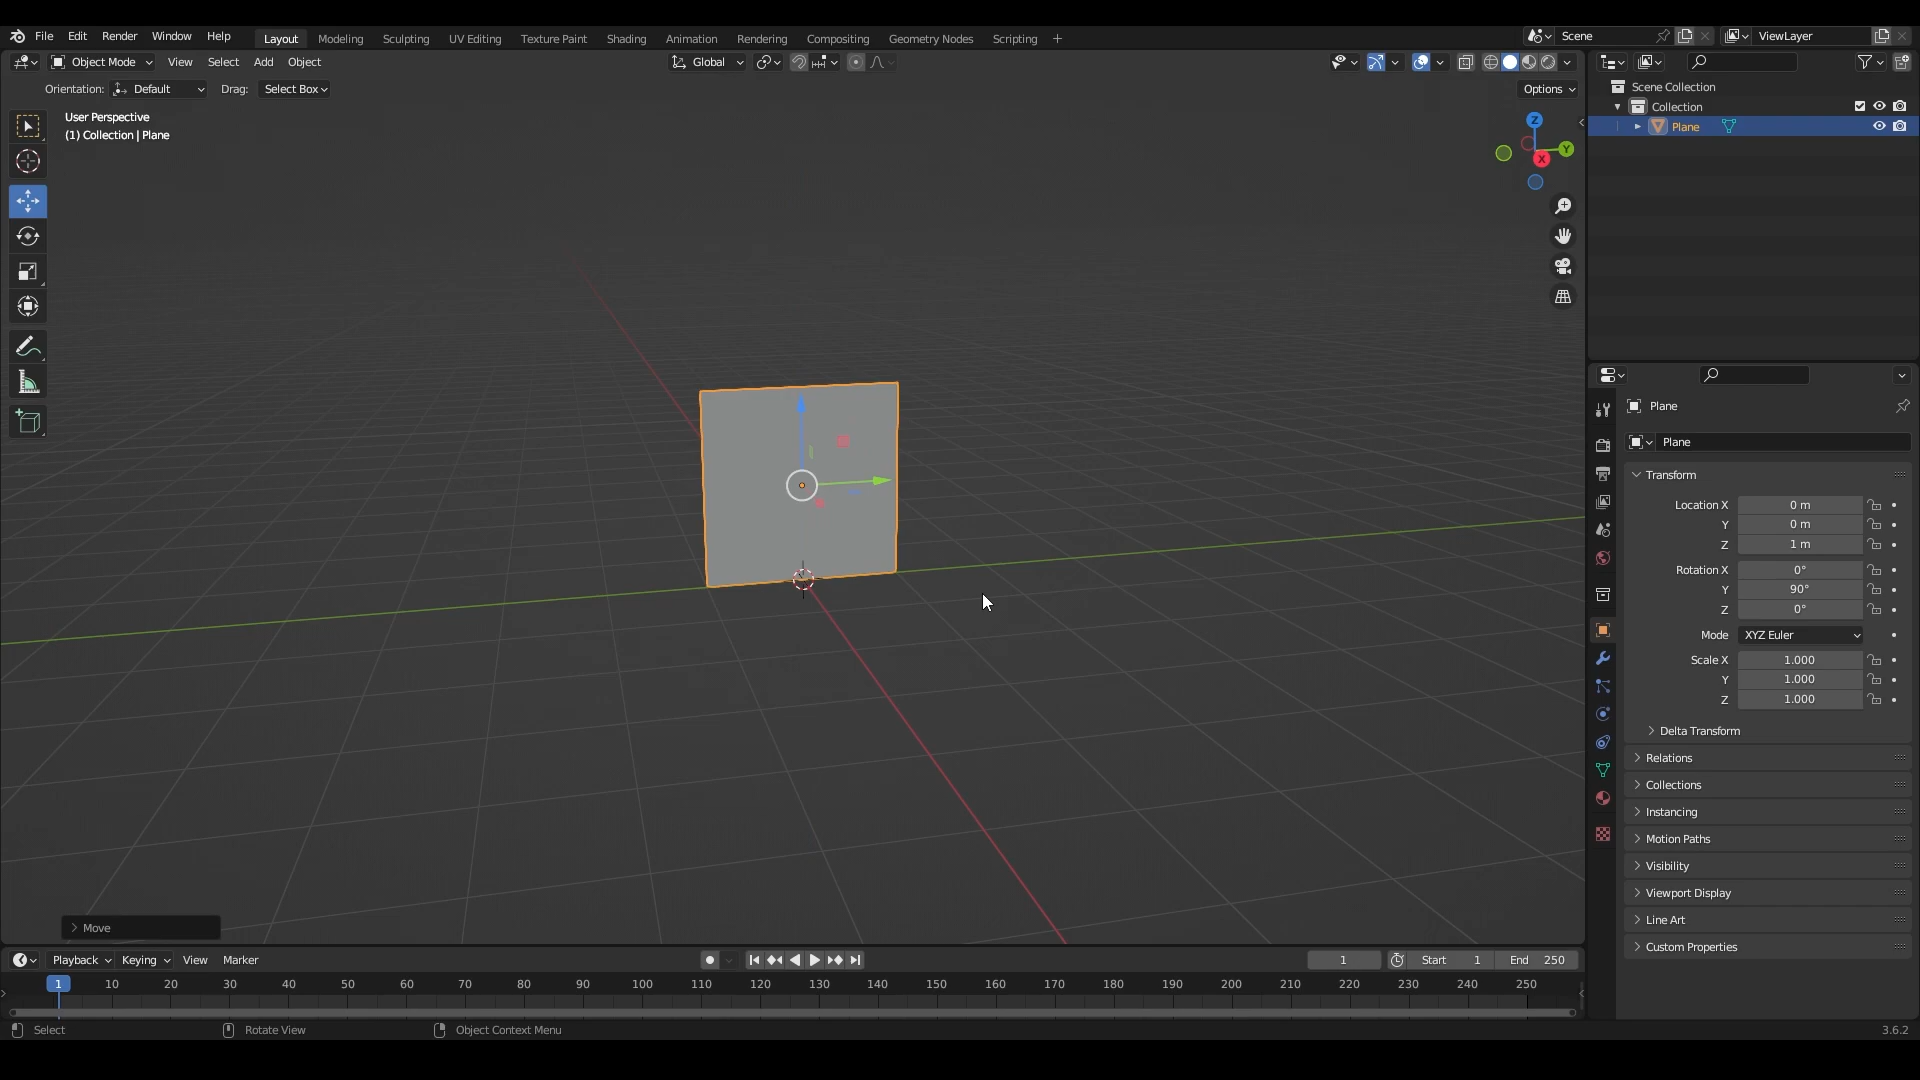 File Edit Render Window Help Layout Modeling Sculpting UV Editing Texture Paint Shading Animation Rendering Compositing Geometry Nodes Scripting + Scene ViewLayer
Object Mode View Select Add Object Global
Orientation: Default Drag: Select Box Options
User Perspective
(1) Collection | Plane
Z
Y
X
Scene Collection
Collection
Plane
Plane
Plane
Transform
Location X 0 m
Y 0 m
Z 1 m
Rotation X 0°
Y 90°
Z 0°
Mode XYZ Euler
Scale X 1.000
Y 1.000
Z 1.000
Delta Transform
Relations
Collections
Instancing
Motion Paths
Visibility
Viewport Display
Line Art
Custom Properties
Move
Playback Keying View Marker 1 Start 1 End 250
1 10 20 30 40 50 60 70 80 90 100 110 120 130 140 150 160 170 180 190 200 210 220 230 240 250
Select Rotate View Object Context Menu 3.6.2